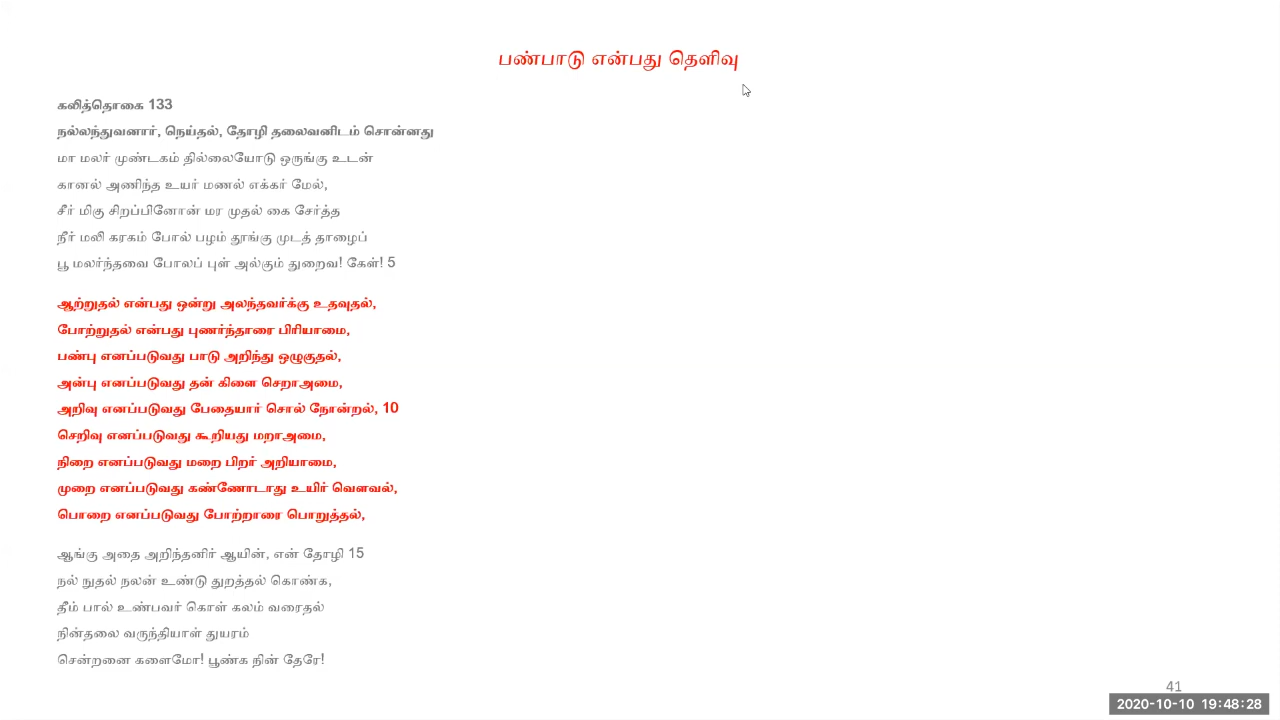 பண்பாடு என்பது தெளிவு
கலித்தொகை 133
நல்லந்துவனார், நெய்தல், தோழி தலைவனிடம் சொன்னது
மா மலர் முண்டகம் தில்லையோடு ஒருங்கு உடன்
கானல் அணிந்த உயர் மணல் எக்கர் மேல்,
சீர் மிகு சிறப்பினோன் மர முதல் கை சேர்த்த
நீர் மலி கரகம் போல் பழம் தூங்கு முடத் தாழைப்
பூ மலர்ந்தவை போலப் புள் அல்கும் துறைவ! கேள்! 5
ஆற்றுதல் என்பது ஒன்று அலந்தவர்க்கு உதவுதல்,
போற்றுதல் என்பது புணர்ந்தாரை பிரியாமை,
பண்பு எனப்படுவது பாடு அறிந்து ஒழுகுதல்,
அன்பு எனப்படுவது தன் கிளை செறாஅமை,
அறிவு எனப்படுவது பேதையார் சொல் நோன்றல், 10
செறிவு எனப்படுவது கூறியது மறாஅமை,
நிறை எனப்படுவது மறை பிறர் அறியாமை,
முறை எனப்படுவது கண்ணோடாது உயிர் வௌவல்,
பொறை எனப்படுவது போற்றாரை பொறுத்தல்,
ஆங்கு அதை அறிந்தனிர் ஆயின், என் தோழி 15
நல் நுதல் நலன் உண்டு துறத்தல் கொண்க,
தீம் பால் உண்பவர் கொள் கலம் வரைதல்
நின்தலை வருந்தியாள் துயரம்
சென்றனை களைமோ! பூண்க நின் தேரே!
41
2020-10-10 19:48:28